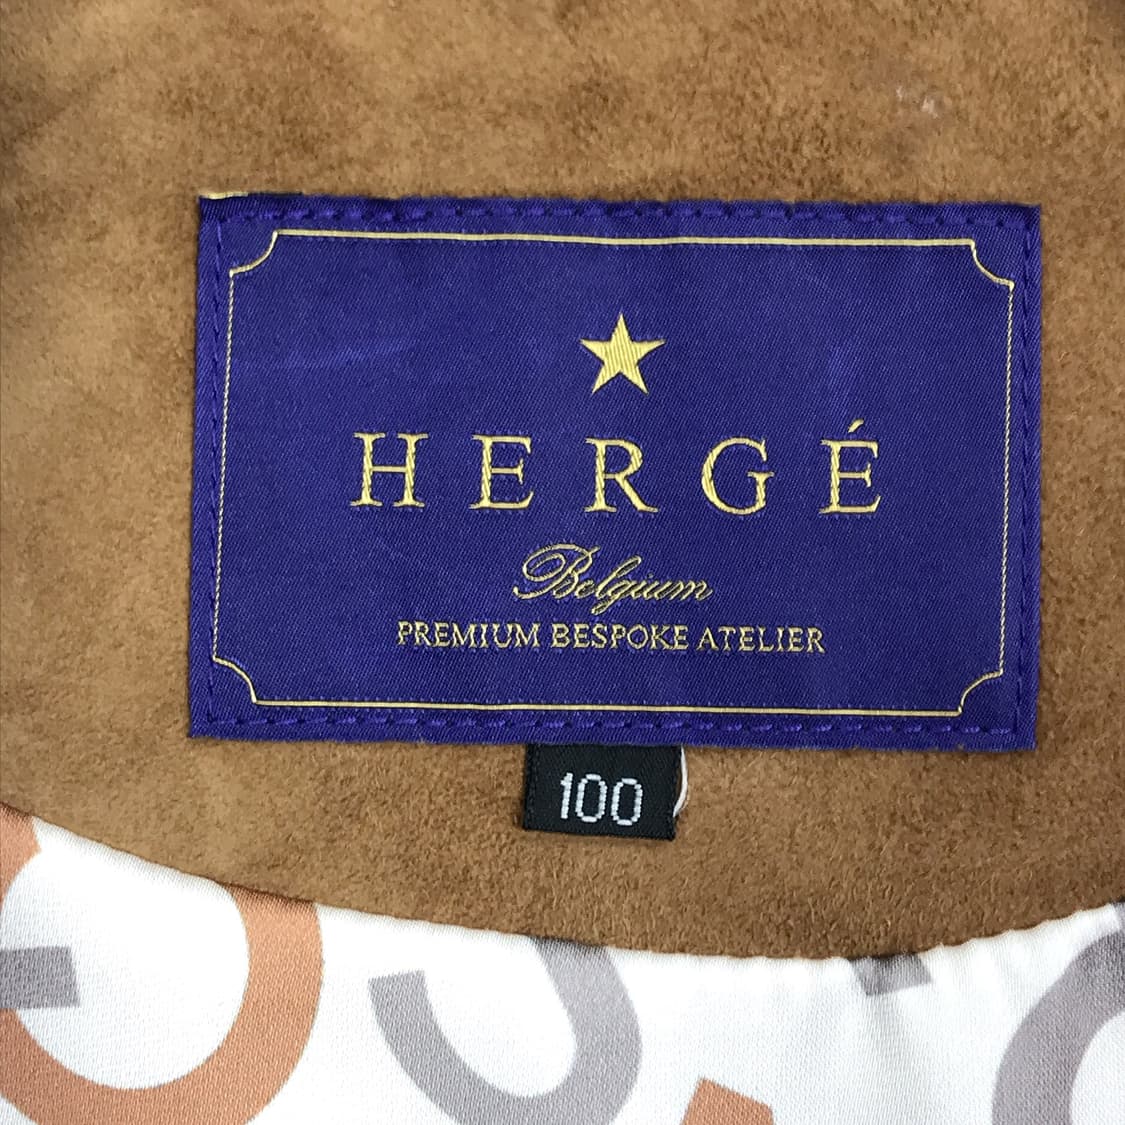 HERGÉ
Belgium
PREMIUM BESPOKE ATELIER
100